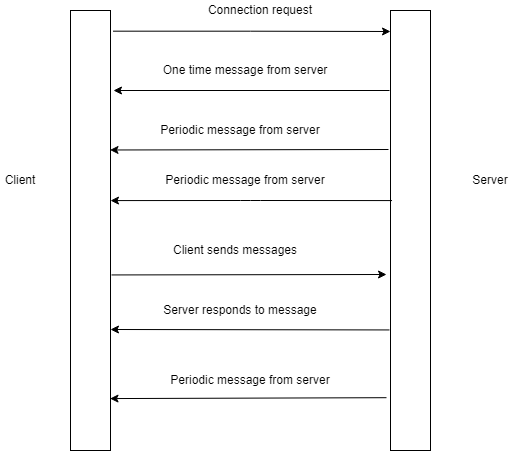 Connection request
One time message from server
Periodic message from server
Client
Periodic message from server
Server
Client sends messages
Server responds to message
Periodic message from server